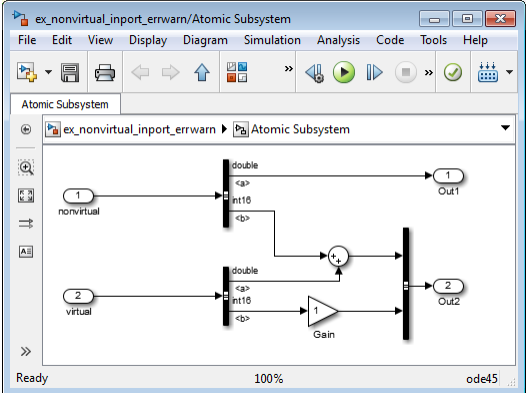 ex_nonvirtual_inport_errwarn/Atomic Subsystem
File Edit View Display Diagram Simulation Analysis Code Tools Help
»
»
Atomic Subsystem
ex_nonvirtual_inport_errwarn Atomic Subsystem
double
1
<a>
1
nonvirtual
int16
Out1
<b>
+
+
double
2
<a>
2
virtual
int16
Out2
<b>
1
Gain
»
Ready 100% ode45